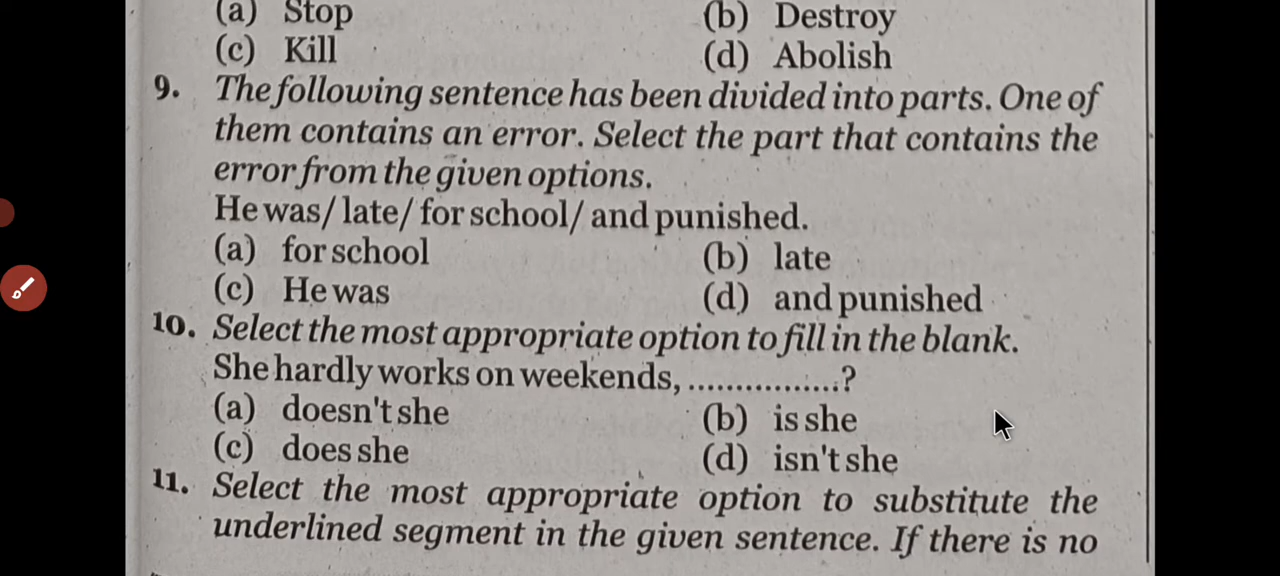 (a) Stop (b) Destroy
(c) Kill (d) Abolish
9. The following sentence has been divided into parts. One of
them contains an error. Select the part that contains the
error from the given options.
He was/ late/ for school/ and punished.
(a) for school (b) late
(c) He was (d) and punished
10. Select the most appropriate option to fill in the blank.
She hardly works on weekends, ................?
(a) doesn't she (b) is she
(c) does she (d) isn't she
11. Select the most appropriate option to substitute the
underlined segment in the given sentence. If there is no